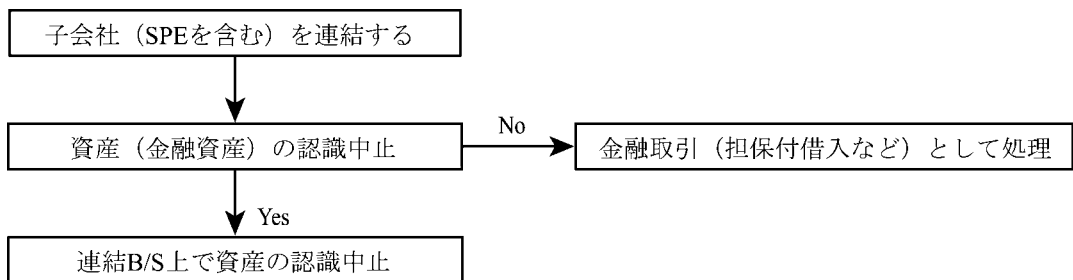 子会社（SPEを含む）を連結する
資産（金融資産）の認識中止
No
金融取引（担保付借入など）として処理
Yes
連結B/S上で資産の認識中止